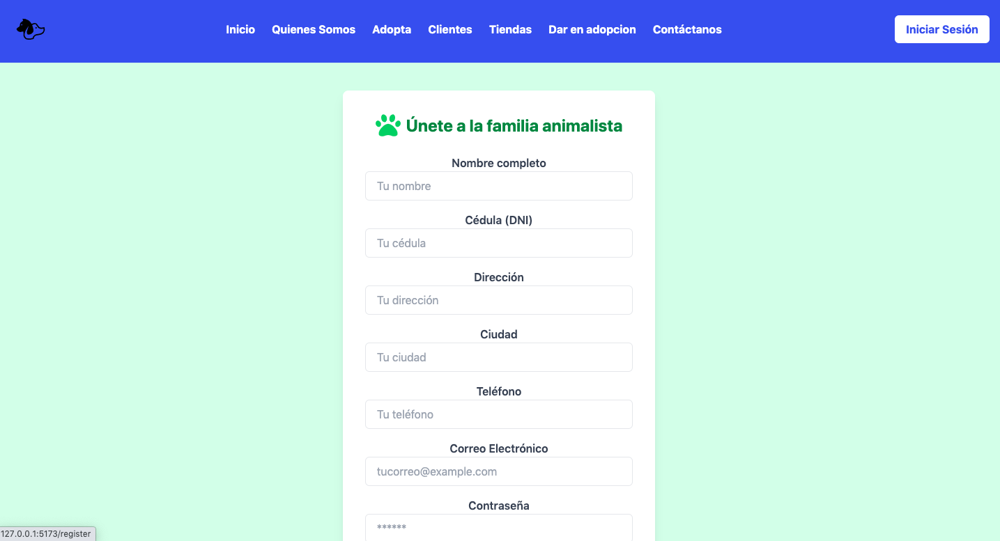 Inicio Quienes Somos Adopta Clientes Tiendas Dar en adopcion Contáctanos Iniciar Sesión
Únete a la familia animalista
Nombre completo
Tu nombre
Cédula (DNI)
Tu cédula
Dirección
Tu dirección
Ciudad
Tu ciudad
Teléfono
Tu teléfono
Correo Electrónico
tucorreo@example.com
Contraseña
******
127.0.0.1:5173/register